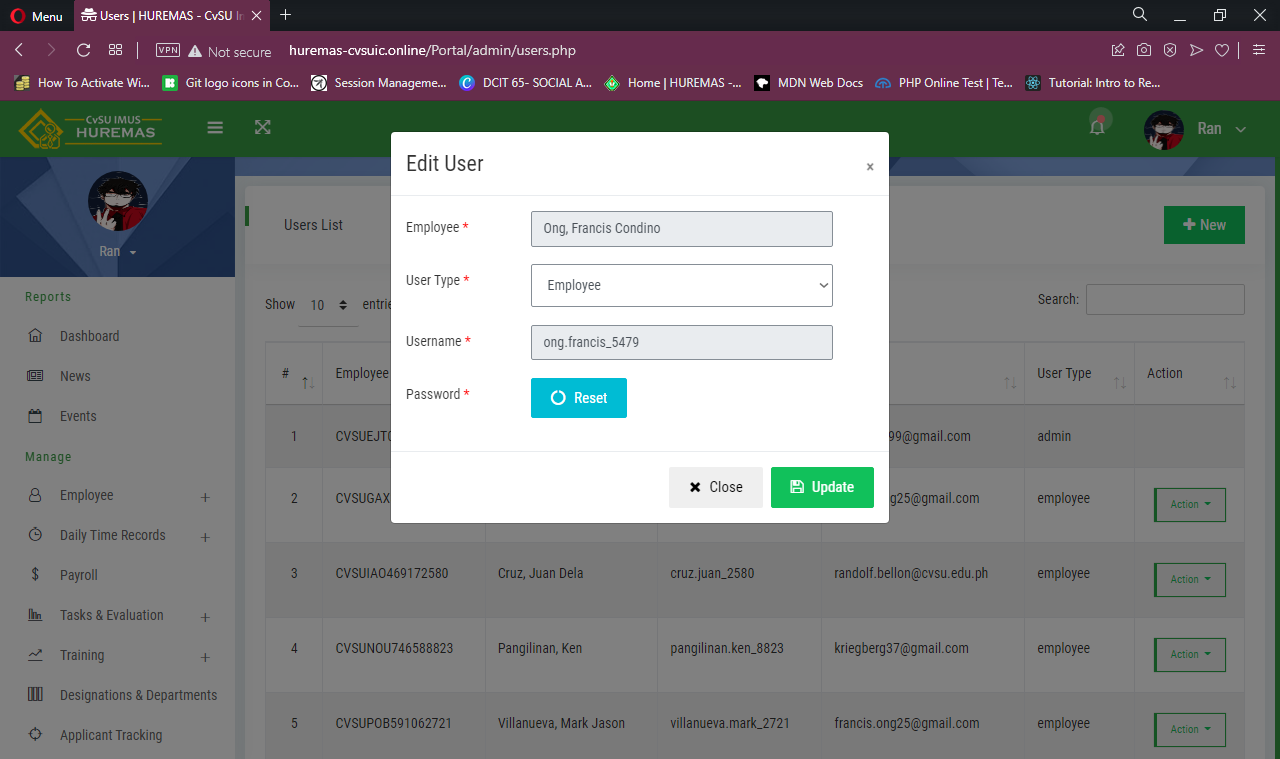 Menu
Users | HUREMAS - CvSU I
VPN
Not secure
huremas-cvsuic.online/Portal/admin/users.php
How To Activate Wi...
Git logo icons in Co...
Session Manageme...
DCIT 65- SOCIAL A...
Home | HUREMAS -...
MDN Web Docs
PHP Online Test | Te...
Tutorial: Intro to Re...
CvSU IMUS
HUREMAS
Ran
Ran
Reports
Dashboard
News
Events
Manage
Employee
Daily Time Records
Payroll
Tasks & Evaluation
Training
Designations & Departments
Applicant Tracking
Users List
New
Show 10 entrie
Search:
# Employee User Type Action
1 CVSUEJT 99@gmail.com admin
2 CVSUGAX g25@gmail.com employee Action
3 CVSUIAO469172580 Cruz, Juan Dela cruz.juan_2580 randolf.bellon@cvsu.edu.ph employee Action
4 CVSUNOU746588823 Pangilinan, Ken pangilinan.ken_8823 kriegberg37@gmail.com employee Action
5 CVSUPOB591062721 Villanueva, Mark Jason villanueva.mark_2721 francis.ong25@gmail.com employee Action
Edit User
×
Employee * Ong, Francis Condino
User Type * Employee
Username * ong.francis_5479
Password * Reset
Close Update